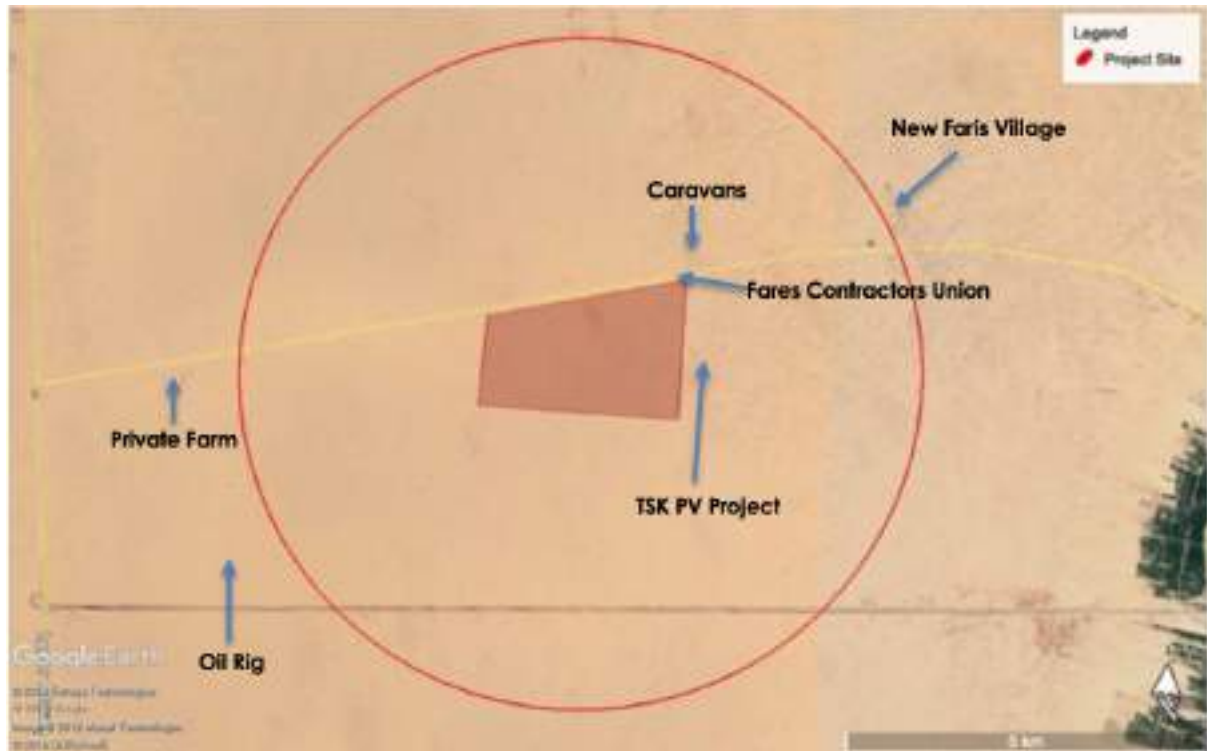 Legend
Project Site
New Faris Village
Caravans
Fares Contractors Union
Private Farm
TSK PV Project
Oil Rig
Google Earth
5 km